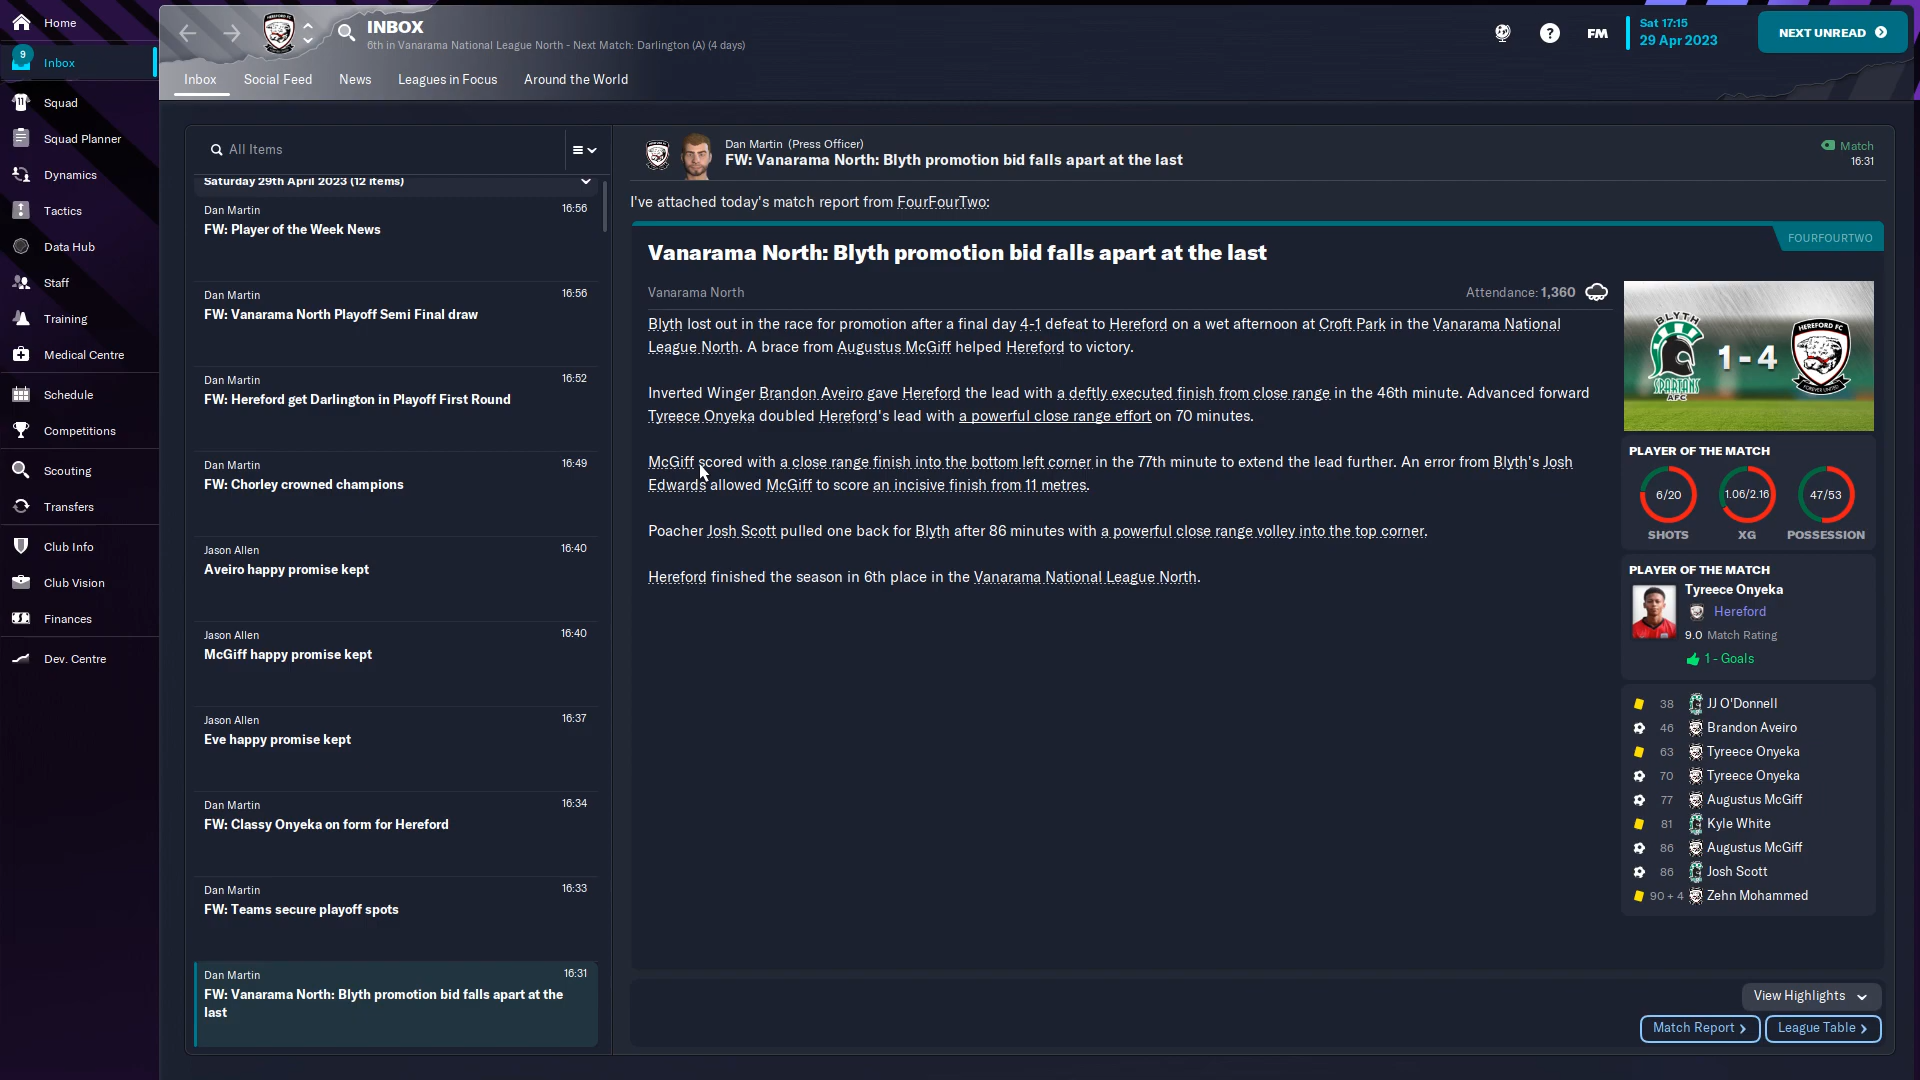 Home
9
Inbox
Squad
Squad Planner
Dynamics
Tactics
Data Hub
Staff
Training
Medical Centre
Schedule
Competitions
Scouting
Transfers
Club Info
Club Vision
Finances
Dev. Centre
INBOX
6th in Vanarama National League North - Next Match: Darlington (A) (4 days)
FM
Sat 17:15
29 Apr 2023
NEXT UNREAD
Inbox Social Feed News Leagues in Focus Around the World
All Items
Saturday 29th April 2023 (12 items)
Dan Martin 16:56
FW: Player of the Week News
Dan Martin 16:56
FW: Vanarama North Playoff Semi Final draw
Dan Martin 16:52
FW: Hereford get Darlington in Playoff First Round
Dan Martin 16:49
FW: Chorley crowned champions
Jason Allen 16:40
Aveiro happy promise kept
Jason Allen 16:40
McGiff happy promise kept
Jason Allen 16:37
Eve happy promise kept
Dan Martin 16:34
FW: Classy Onyeka on form for Hereford
Dan Martin 16:33
FW: Teams secure playoff spots
Dan Martin 16:31
FW: Vanarama North: Blyth promotion bid falls apart at the
last
Dan Martin (Press Officer)
FW: Vanarama North: Blyth promotion bid falls apart at the last
Match
16:31
I've attached today's match report from FourFourTwo:
FOURFOURTWO
Vanarama North: Blyth promotion bid falls apart at the last
Vanarama North Attendance: 1,360
Blyth lost out in the race for promotion after a final day 4-1 defeat to Hereford on a wet afternoon at Croft Park in the Vanarama National
League North. A brace from Augustus McGiff helped Hereford to victory.
Inverted Winger Brandon Aveiro gave Hereford the lead with a deftly executed finish from close range in the 46th minute. Advanced forward
Tyreece Onyeka doubled Hereford's lead with a powerful close range effort on 70 minutes.
McGiff scored with a close range finish into the bottom left corner in the 77th minute to extend the lead further. An error from Blyth's Josh
Edwards allowed McGiff to score an incisive finish from 11 metres.
Poacher Josh Scott pulled one back for Blyth after 86 minutes with a powerful close range volley into the top corner.
Hereford finished the season in 6th place in the Vanarama National League North.
BLYTH
SPARTANS
AFC
1 - 4
HEREFORD FC
PLAYER OF THE MATCH
6/20 1.06/2.16 47/53
SHOTS XG POSSESSION
PLAYER OF THE MATCH
Tyreece Onyeka
Hereford
9.0 Match Rating
1 - Goals
38 JJ O'Donnell
46 Brandon Aveiro
63 Tyreece Onyeka
70 Tyreece Onyeka
77 Augustus McGiff
81 Kyle White
86 Augustus McGiff
86 Josh Scott
90 + 4 Zehn Mohammed
View Highlights
Match Report
League Table